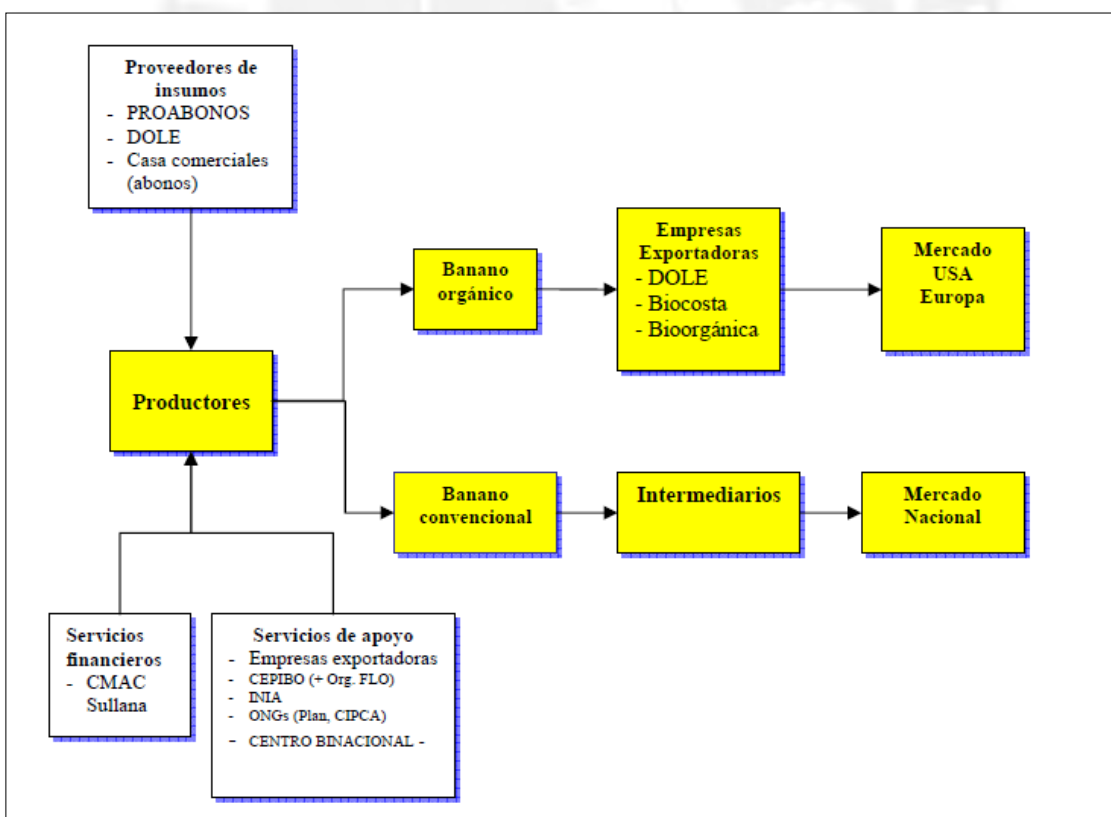 Proveedores de
insumos
- PROABONOS
- DOLE
- Casa comerciales
(abonos)
Banano
orgánico
Empresas
Exportadoras
- DOLE
- Biocosta
- Bioorgánica
Mercado
USA
Europa
Productores
Banano
convencional
Intermediarios
Mercado
Nacional
Servicios
financieros
- CMAC
Sullana
Servicios de apoyo
- Empresas exportadoras
- CEPIBO (+ Org. FLO)
- INIA
- ONGs (Plan, CIPCA)
- CENTRO BINACIONAL -